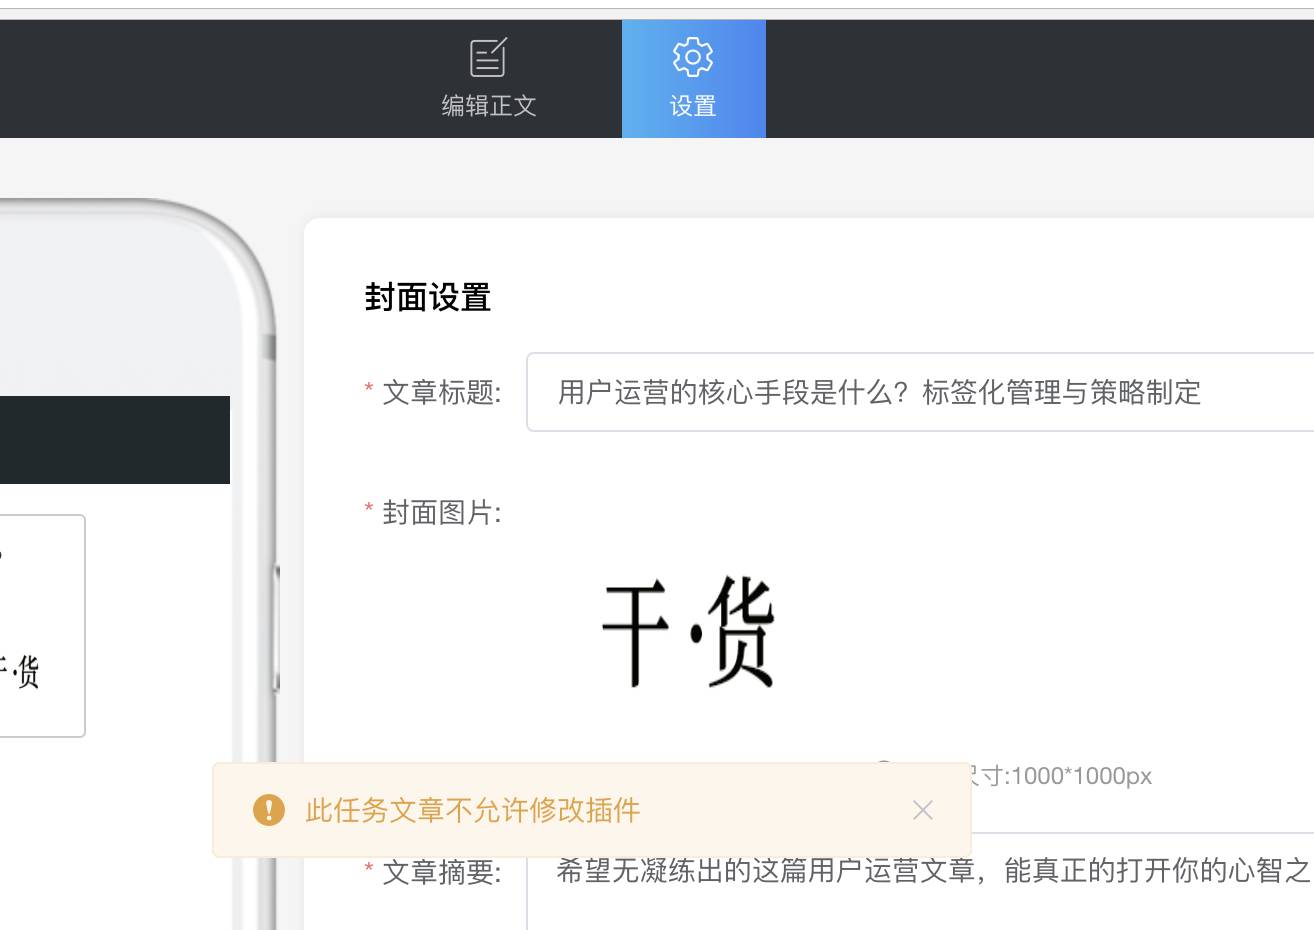 编辑正文
设置
封面设置
* 文章标题:
用户运营的核心手段是什么？标签化管理与策略制定
* 封面图片:
干·货
干·货
寸:1000*1000px
此任务文章不允许修改插件
* 文章摘要:
希望无凝练出的这篇用户运营文章，能真正的打开你的心智之